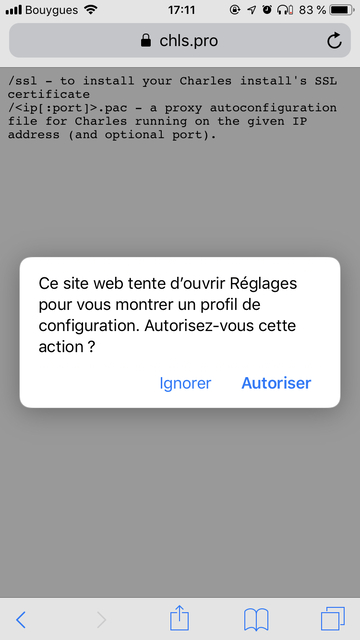 Bouygues 17:11 83 %
chls.pro
/ssl - to install your Charles install's SSL
certificate
/<ip[:port]>.pac - a proxy autoconfiguration
file for Charles running on the given IP
address (and optional port).
Ce site web tente d’ouvrir Réglages
pour vous montrer un profil de
configuration. Autorisez-vous cette
action ?
Ignorer Autoriser